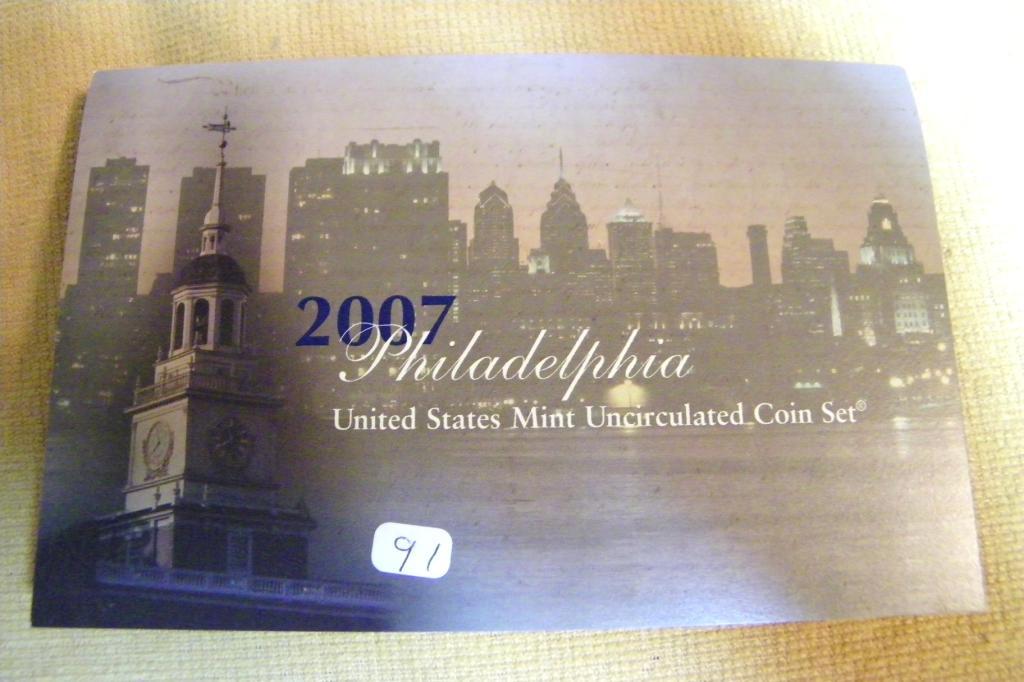 2007
Philadelphia
United States Mint Uncirculated Coin Set®
91